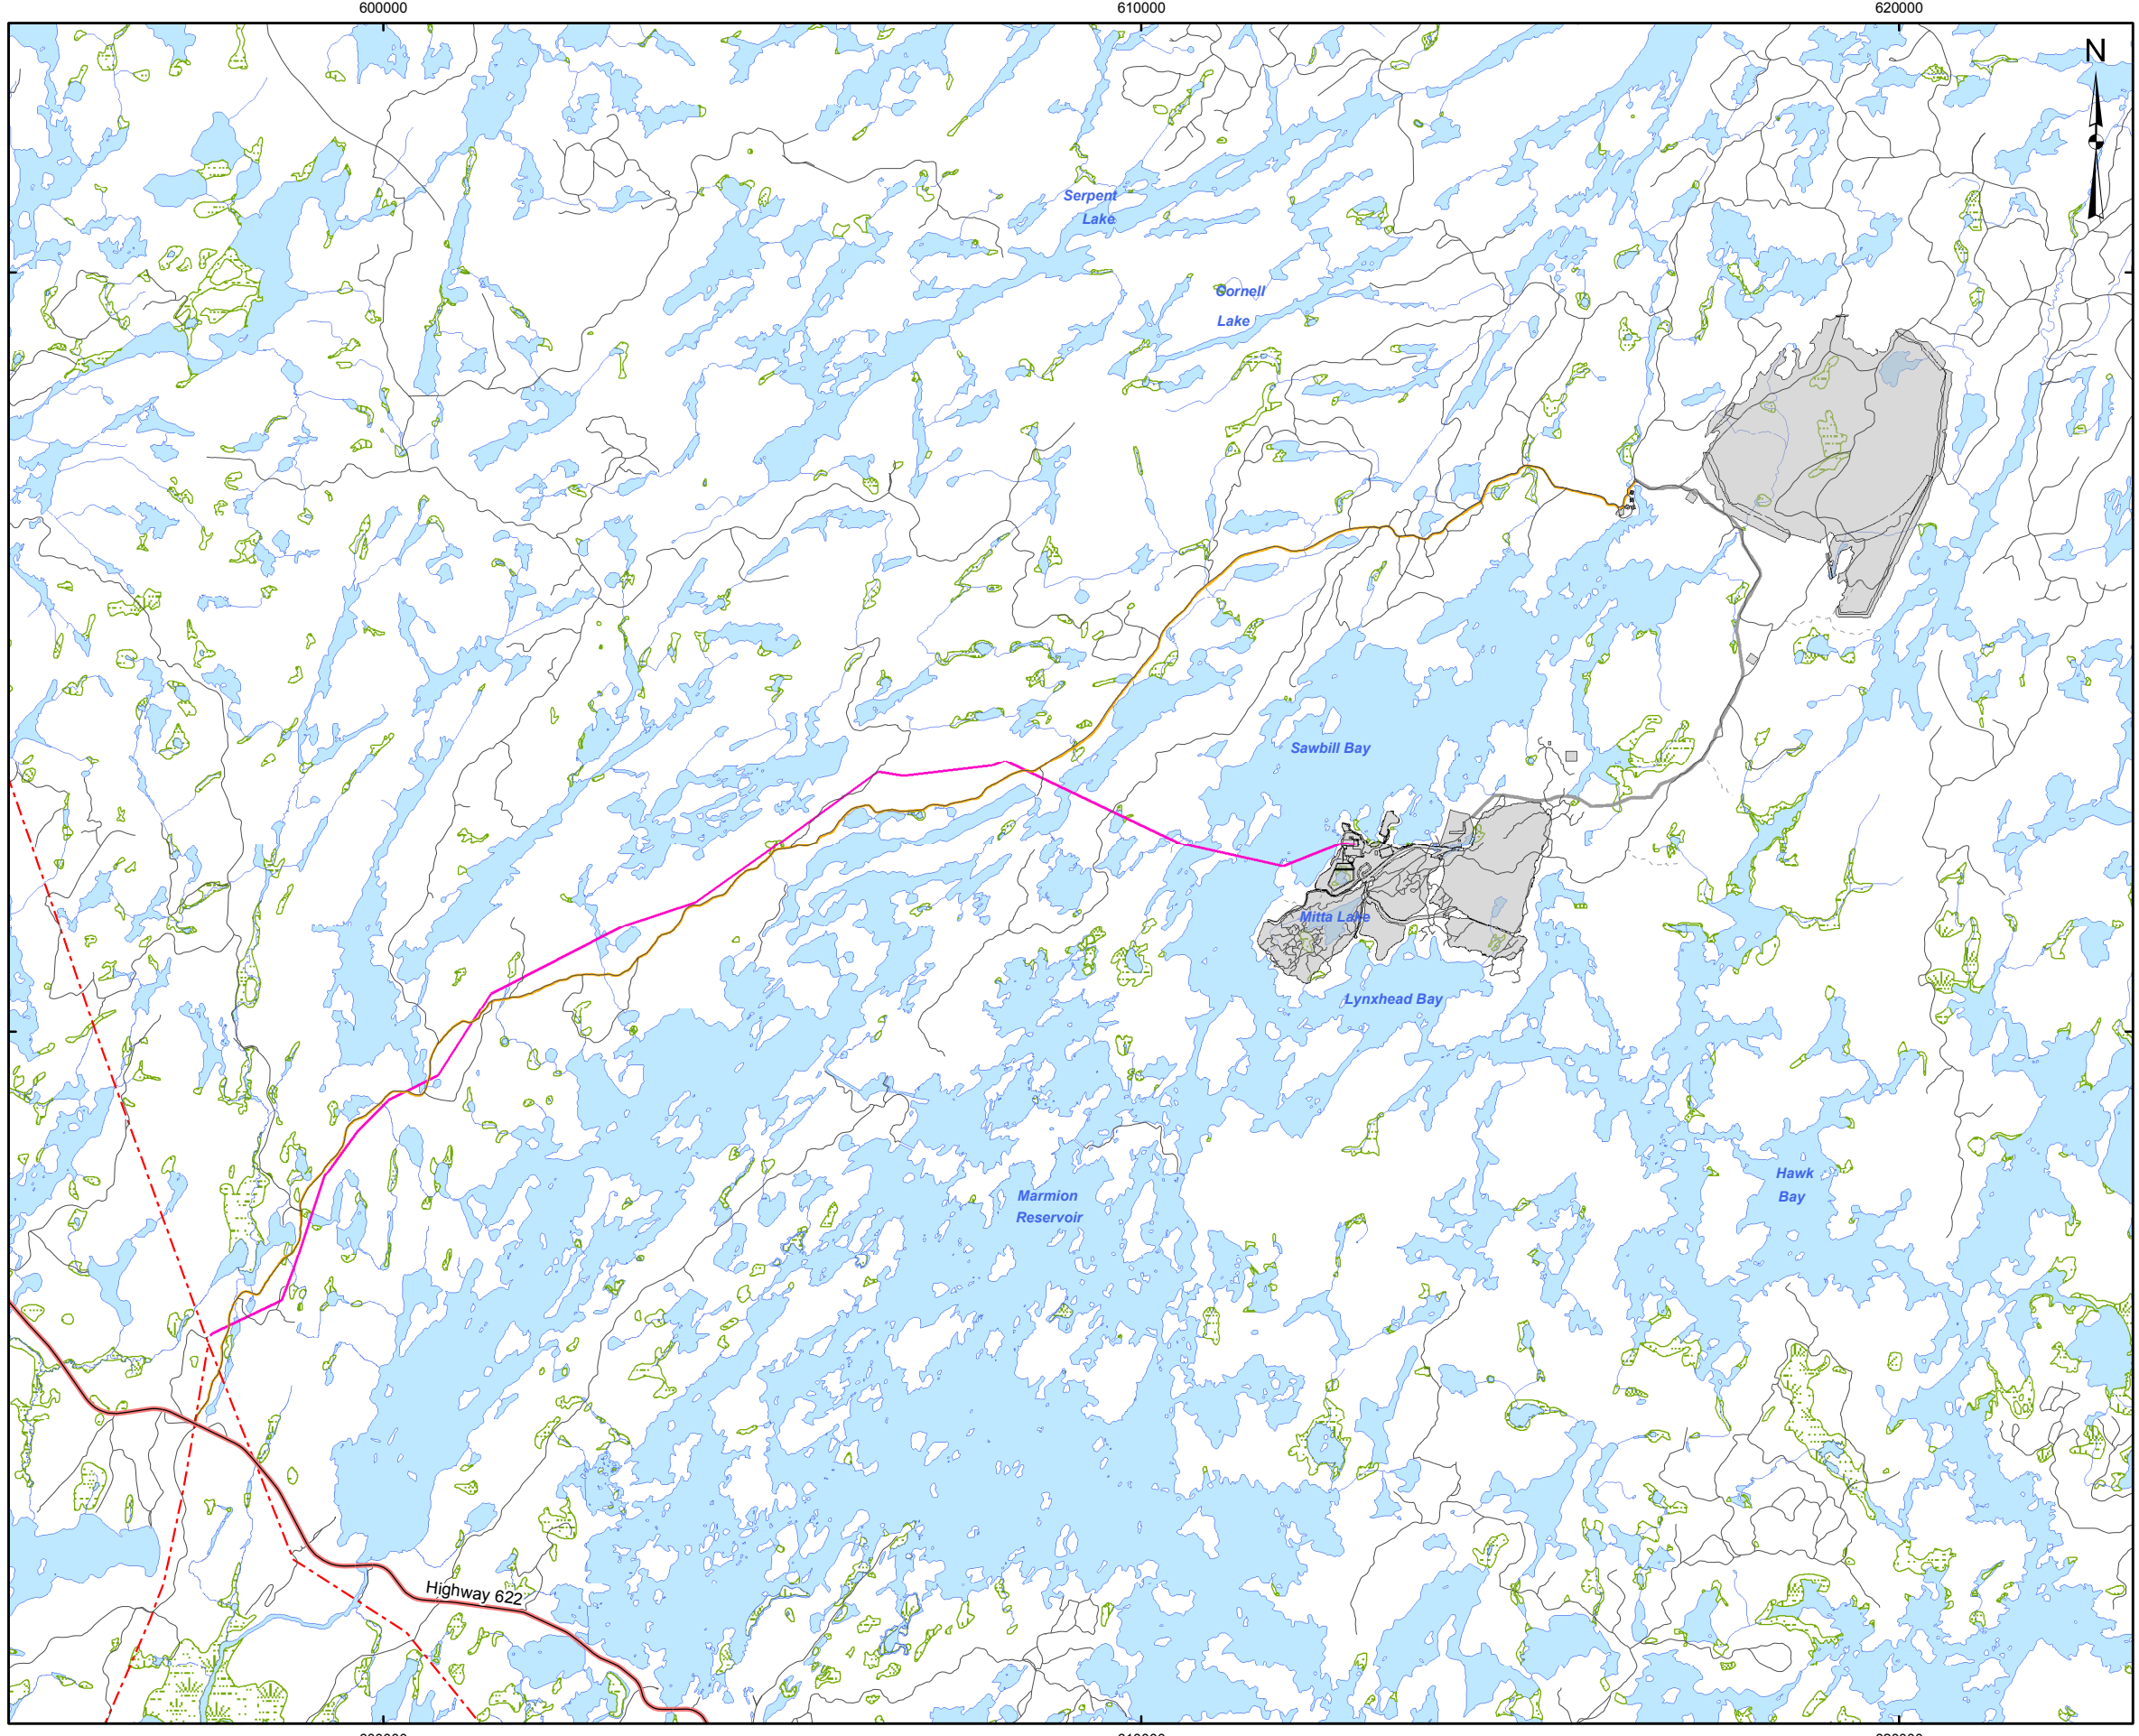 600000 610000 620000
N
Serpent
Lake
Cornell
Lake
Sawbill Bay
Mitta Lake
Lynxhead Bay
Hawk
Bay
Marmion
Reservoir
Highway 622